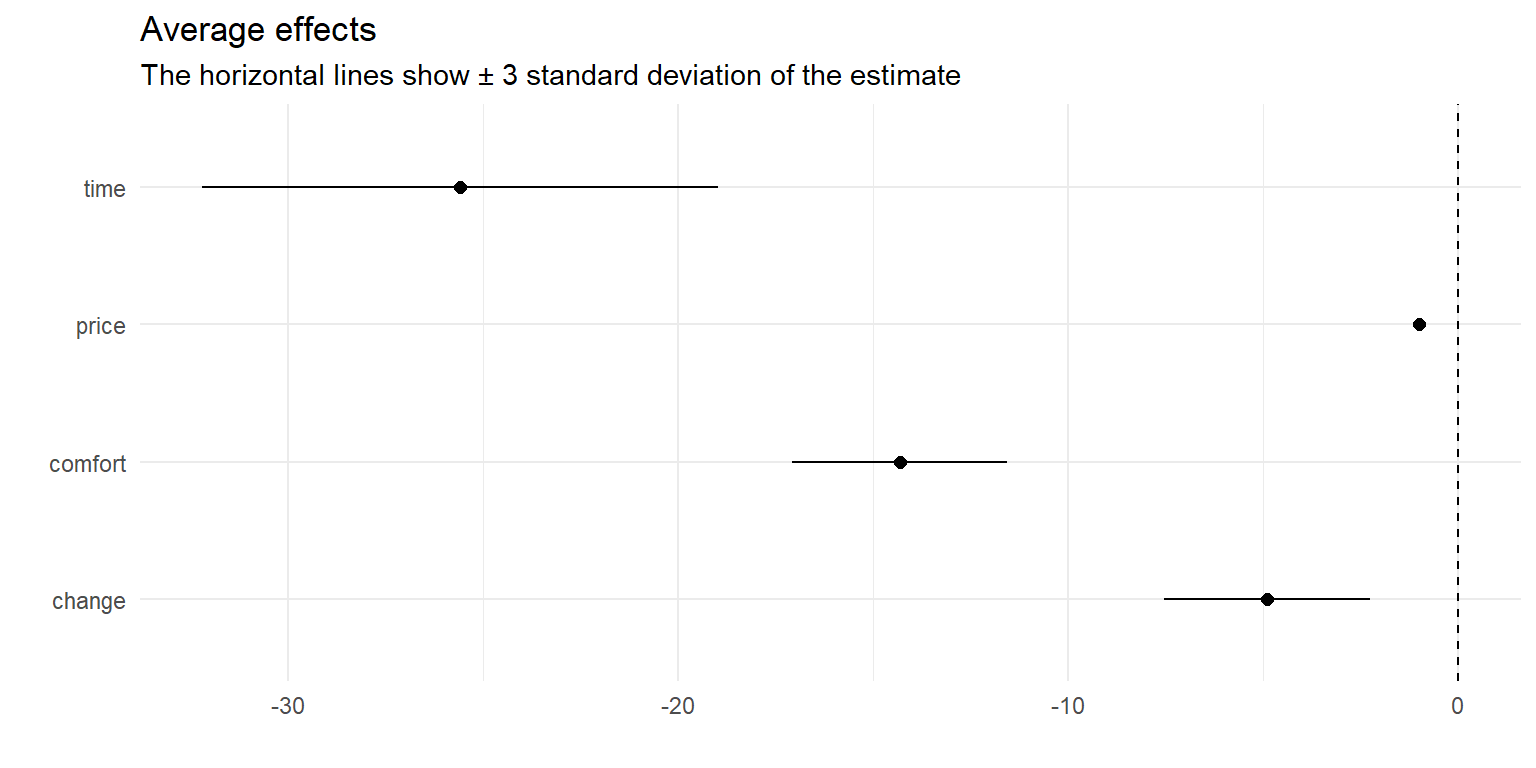 Average effects
The horizontal lines show ± 3 standard deviation of the estimate
time
price
comfort
change
-30 -20 -10 0